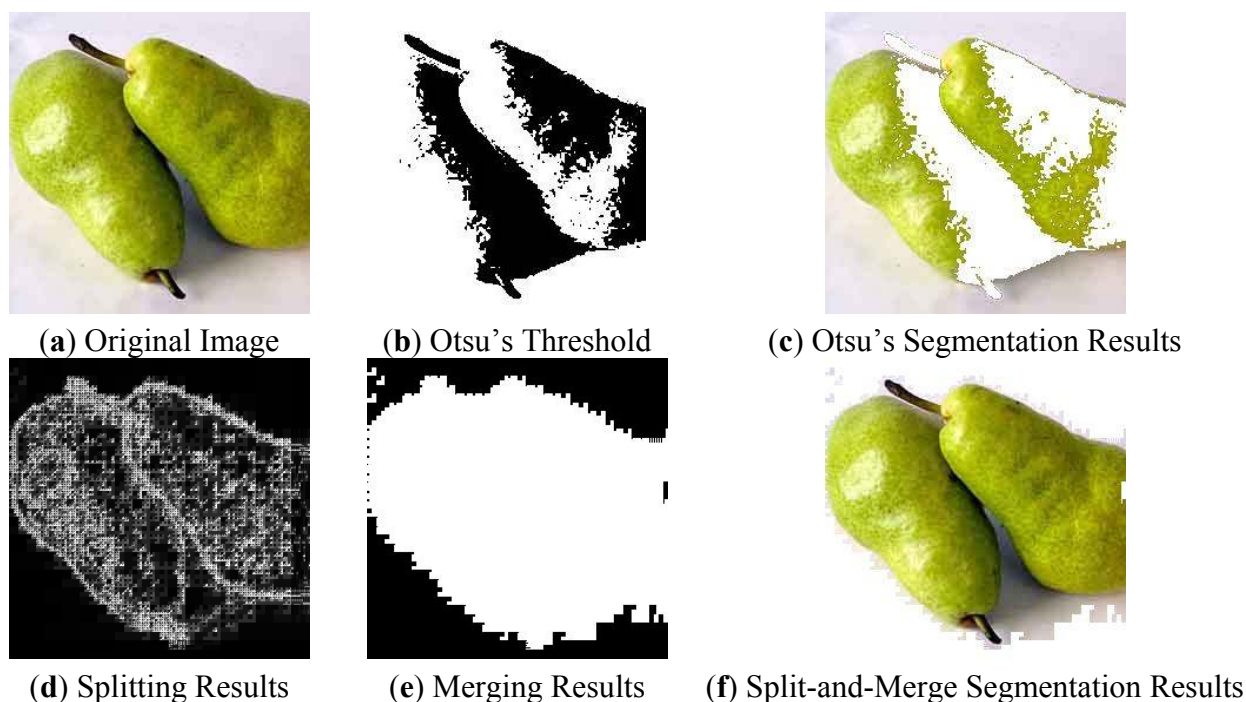 (a) Original Image
(b) Otsu’s Threshold
(c) Otsu’s Segmentation Results
(d) Splitting Results
(e) Merging Results
(f) Split-and-Merge Segmentation Results